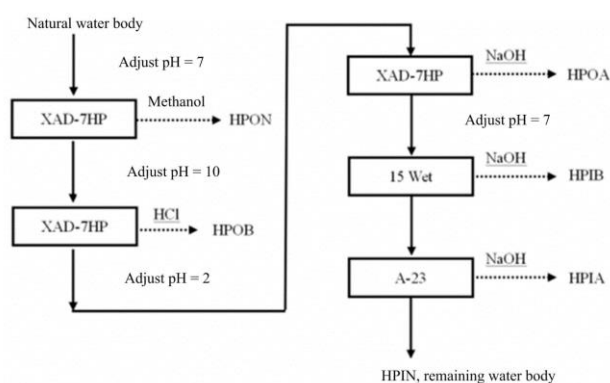 Natural water body
Adjust pH = 7
XAD-7HP
Methanol
HPON
Adjust pH = 10
XAD-7HP
HCl
HPOB
Adjust pH = 2
XAD-7HP
NaOH
HPOA
Adjust pH = 7
15 Wet
NaOH
HPIB
A-23
NaOH
HPIA
HPIN, remaining water body